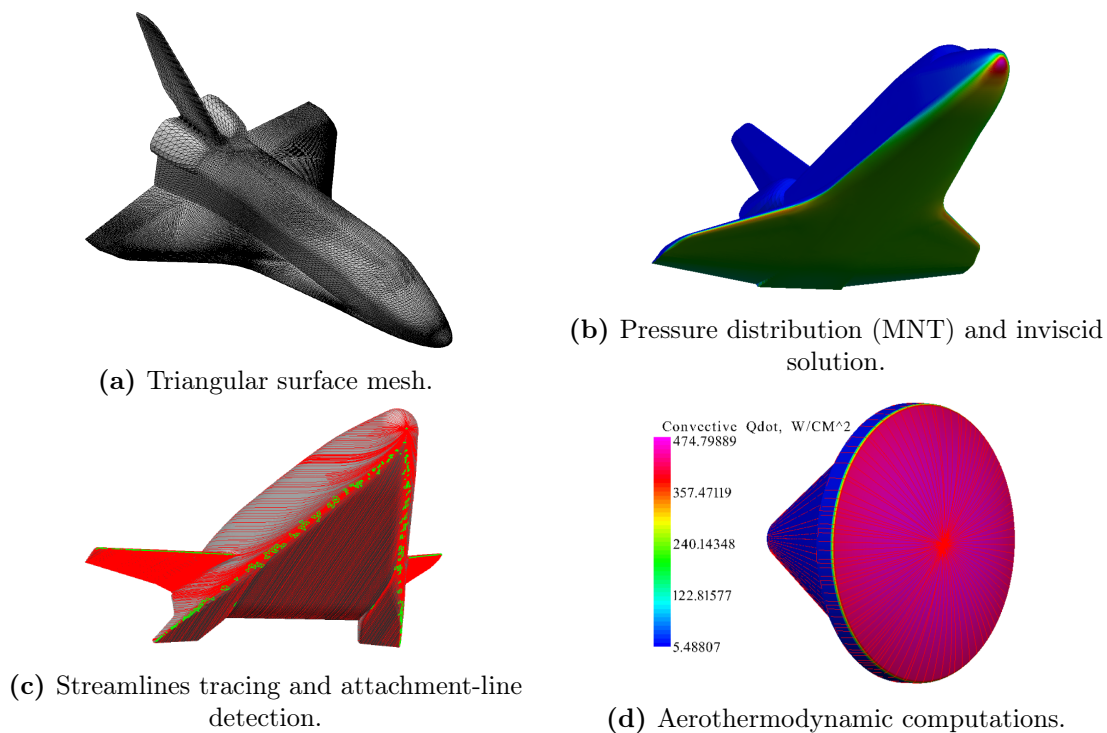 (a) Triangular surface mesh.
(b) Pressure distribution (MNT) and inviscid
solution.
(c) Streamlines tracing and attachment-line
detection.
Convective Qdot, W/CM^2
474.79889
357.47119
240.14348
122.81577
5.48807
(d) Aerothermodynamic computations.